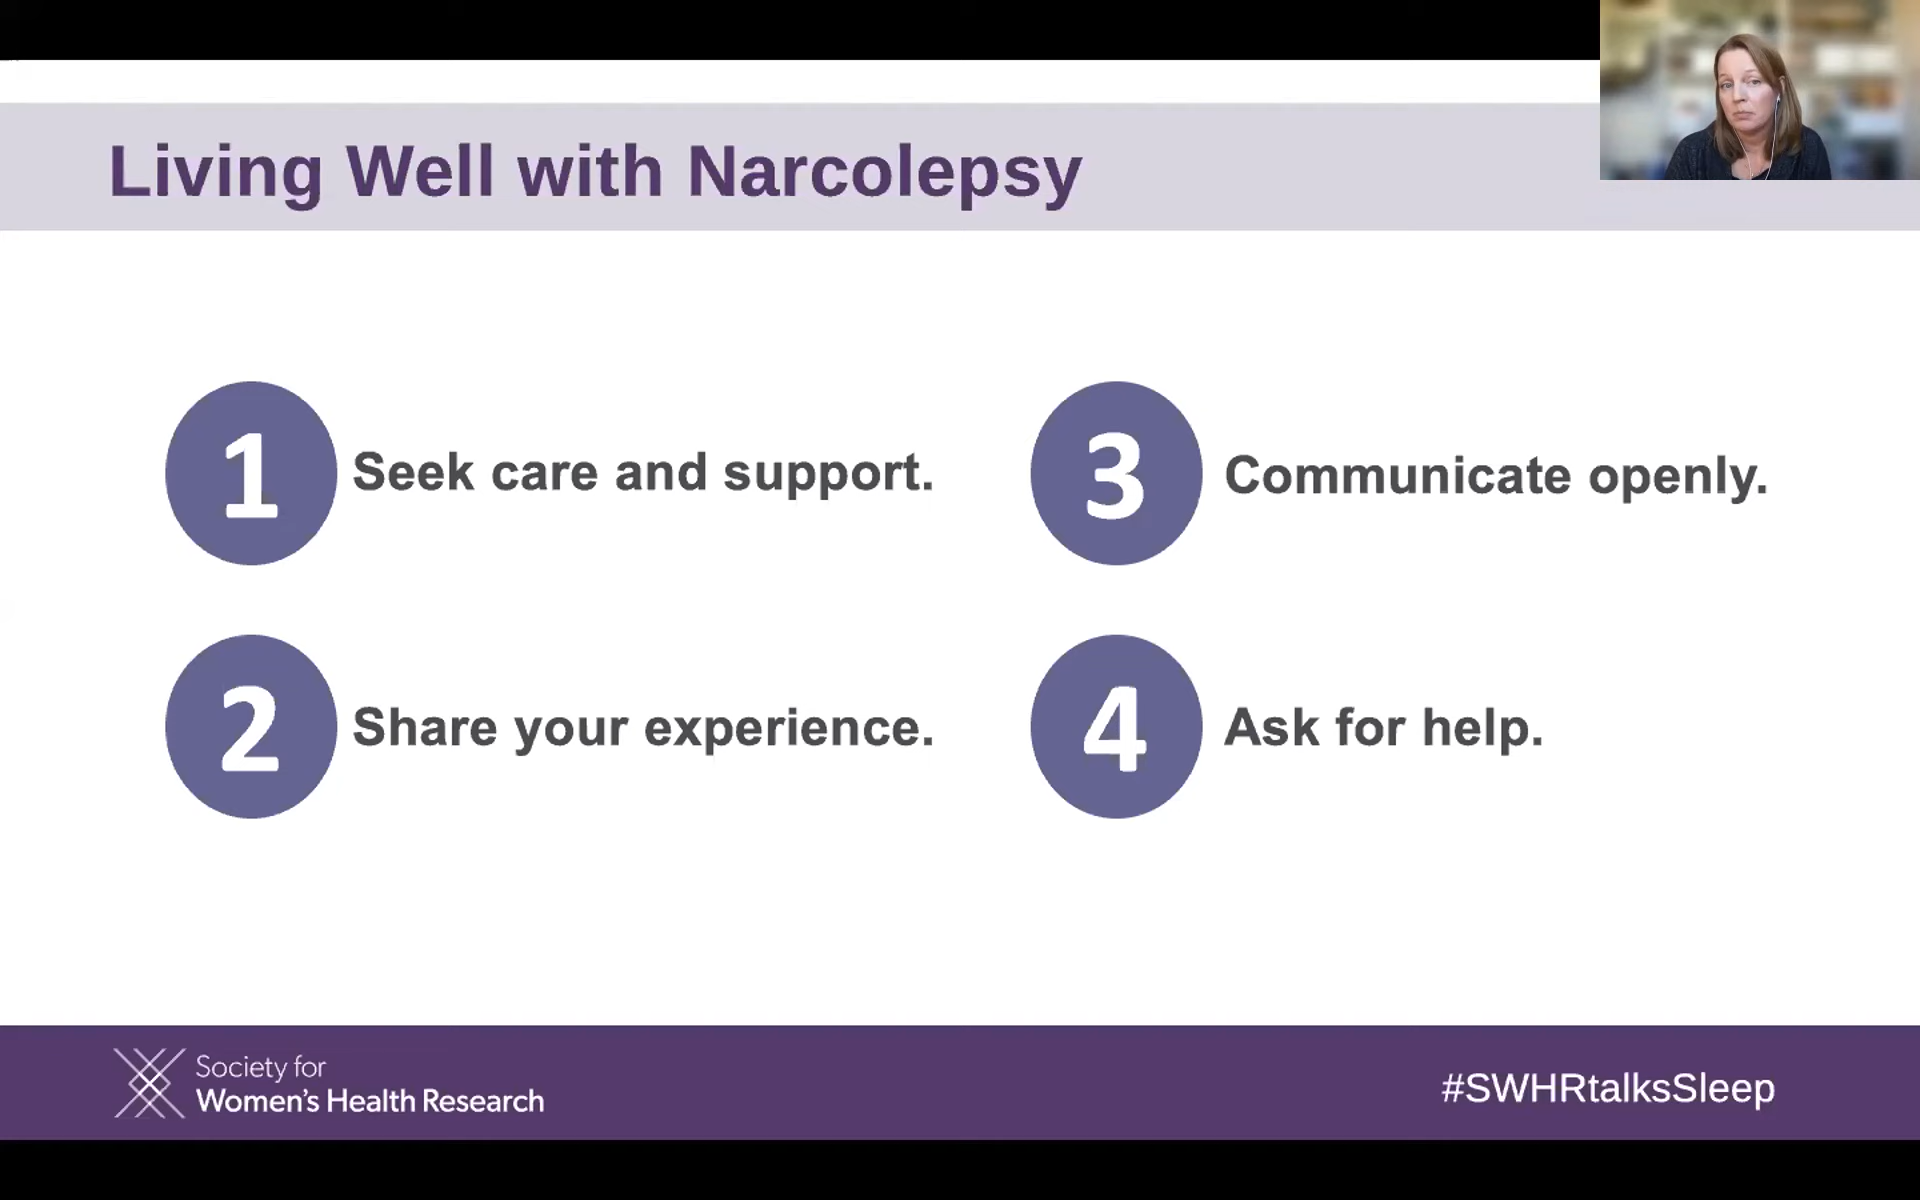 Living Well with Narcolepsy
1 Seek care and support.
2 Share your experience.
3 Communicate openly.
4 Ask for help.
Society for
Women's Health Research
#SWHRtalksSleep